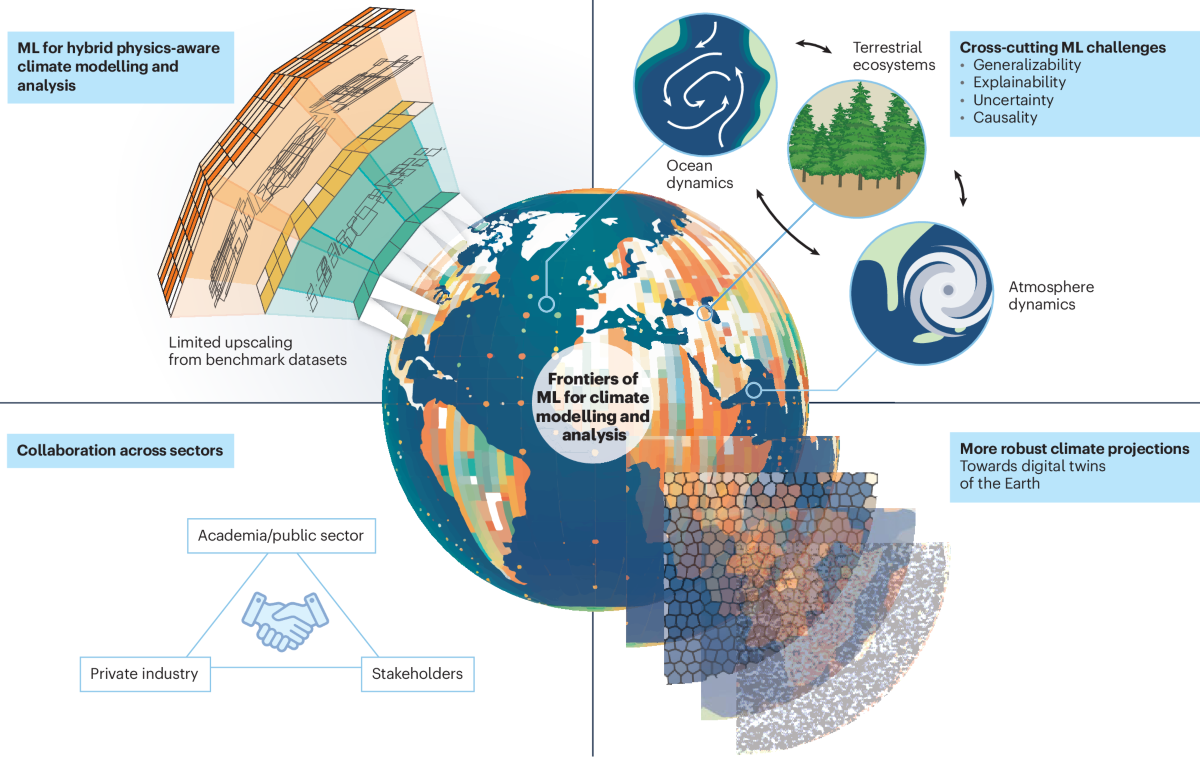 ML for hybrid physics-aware
climate modelling and
analysis
Limited upscaling
from benchmark datasets
Ocean
dynamics
Terrestrial
ecosystems
Atmosphere
dynamics
Cross-cutting ML challenges
• Generalizability
• Explainability
• Uncertainty
• Causality
Frontiers of
ML for climate
modelling and
analysis
Collaboration across sectors
Academia/public sector
Private industry
Stakeholders
More robust climate projections
Towards digital twins
of the Earth